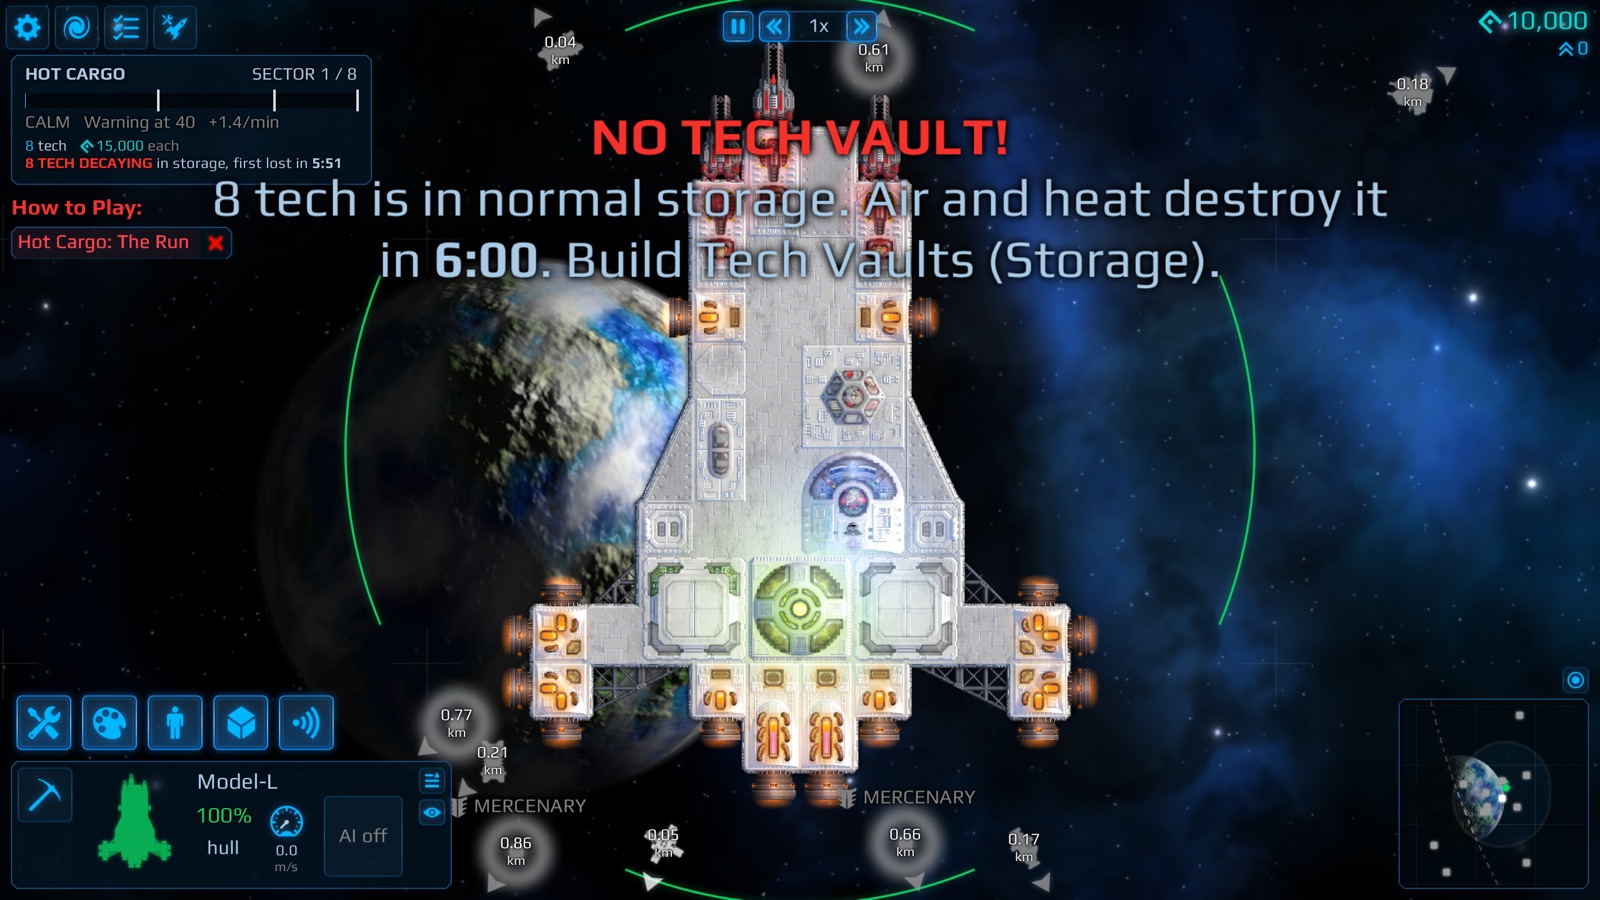 1x
10,000
0
HOT CARGO
SECTOR 1 / 8
CALM Warning at 40 +1.4/min
8 tech 15,000 each
8 TECH DECAYING in storage, first lost in 5:51
How to Play:
Hot Cargo: The Run
0.04
km
0.61
km
0.18
km
NO TECH VAULT!
8 tech is in normal storage. Air and heat destroy it
in 6:00. Build Tech Vaults (Storage).
0.77
km
0.21
km
MERCENARY
MERCENARY
0.86
km
0.05
km
0.66
km
0.17
km
Model-L
100%
hull
0.0
m/s
AI off